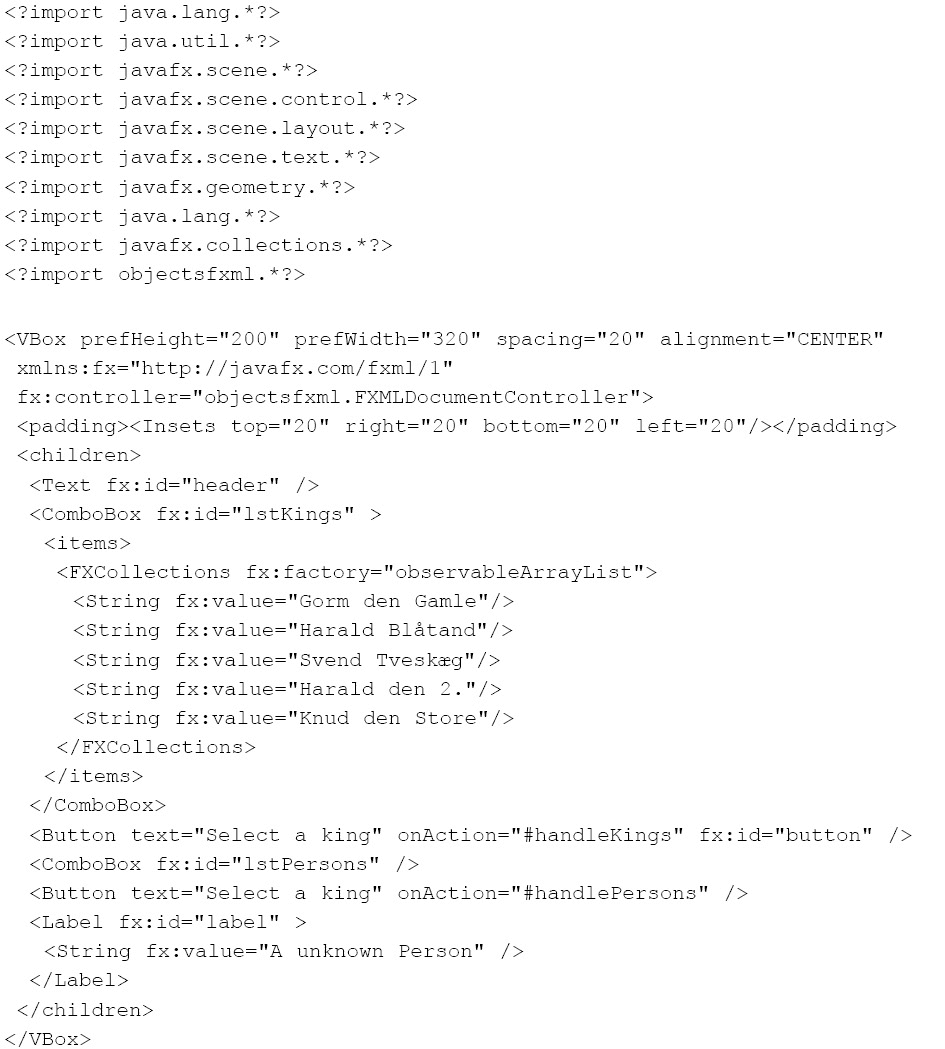 <?import java.lang.*?>
<?import java.util.*?>
<?import javafx.scene.*?>
<?import javafx.scene.control.*?>
<?import javafx.scene.layout.*?>
<?import javafx.scene.text.*?>
<?import javafx.geometry.*?>
<?import java.lang.*?>
<?import javafx.collections.*?>
<?import objectsfxml.*?>

<VBox prefHeight="200" prefWidth="320" spacing="20" alignment="CENTER"
 xmlns:fx="http://javafx.com/fxml/1"
 fx:controller="objectsfxml.FXMLDocumentController">
 <padding><Insets top="20" right="20" bottom="20" left="20"/></padding>
 <children>
  <Text fx:id="header" />
  <ComboBox fx:id="lstKings" >
   <items>
    <FXCollections fx:factory="observableArrayList">
     <String fx:value="Gorm den Gamle"/>
     <String fx:value="Harald Blåtand"/>
     <String fx:value="Svend Tveskæg"/>
     <String fx:value="Harald den 2."/>
     <String fx:value="Knud den Store"/>
    </FXCollections>
   </items>
  </ComboBox>
  <Button text="Select a king" onAction="#handleKings" fx:id="button" />
  <ComboBox fx:id="lstPersons" />
  <Button text="Select a king" onAction="#handlePersons" />
  <Label fx:id="label" >
   <String fx:value="A unknown Person" />
  </Label>
 </children>
</VBox>